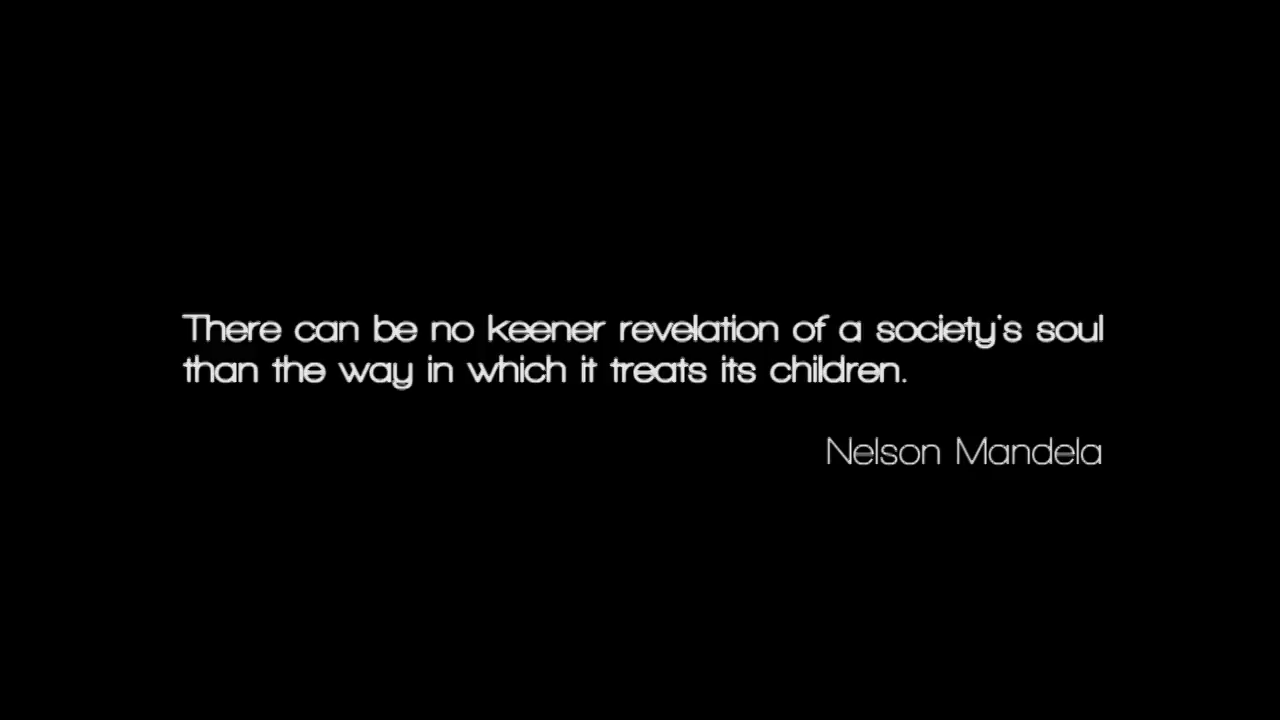 There can be no keener revelation of a society's soul
than the way in which it treats its children.
Nelson Mandela